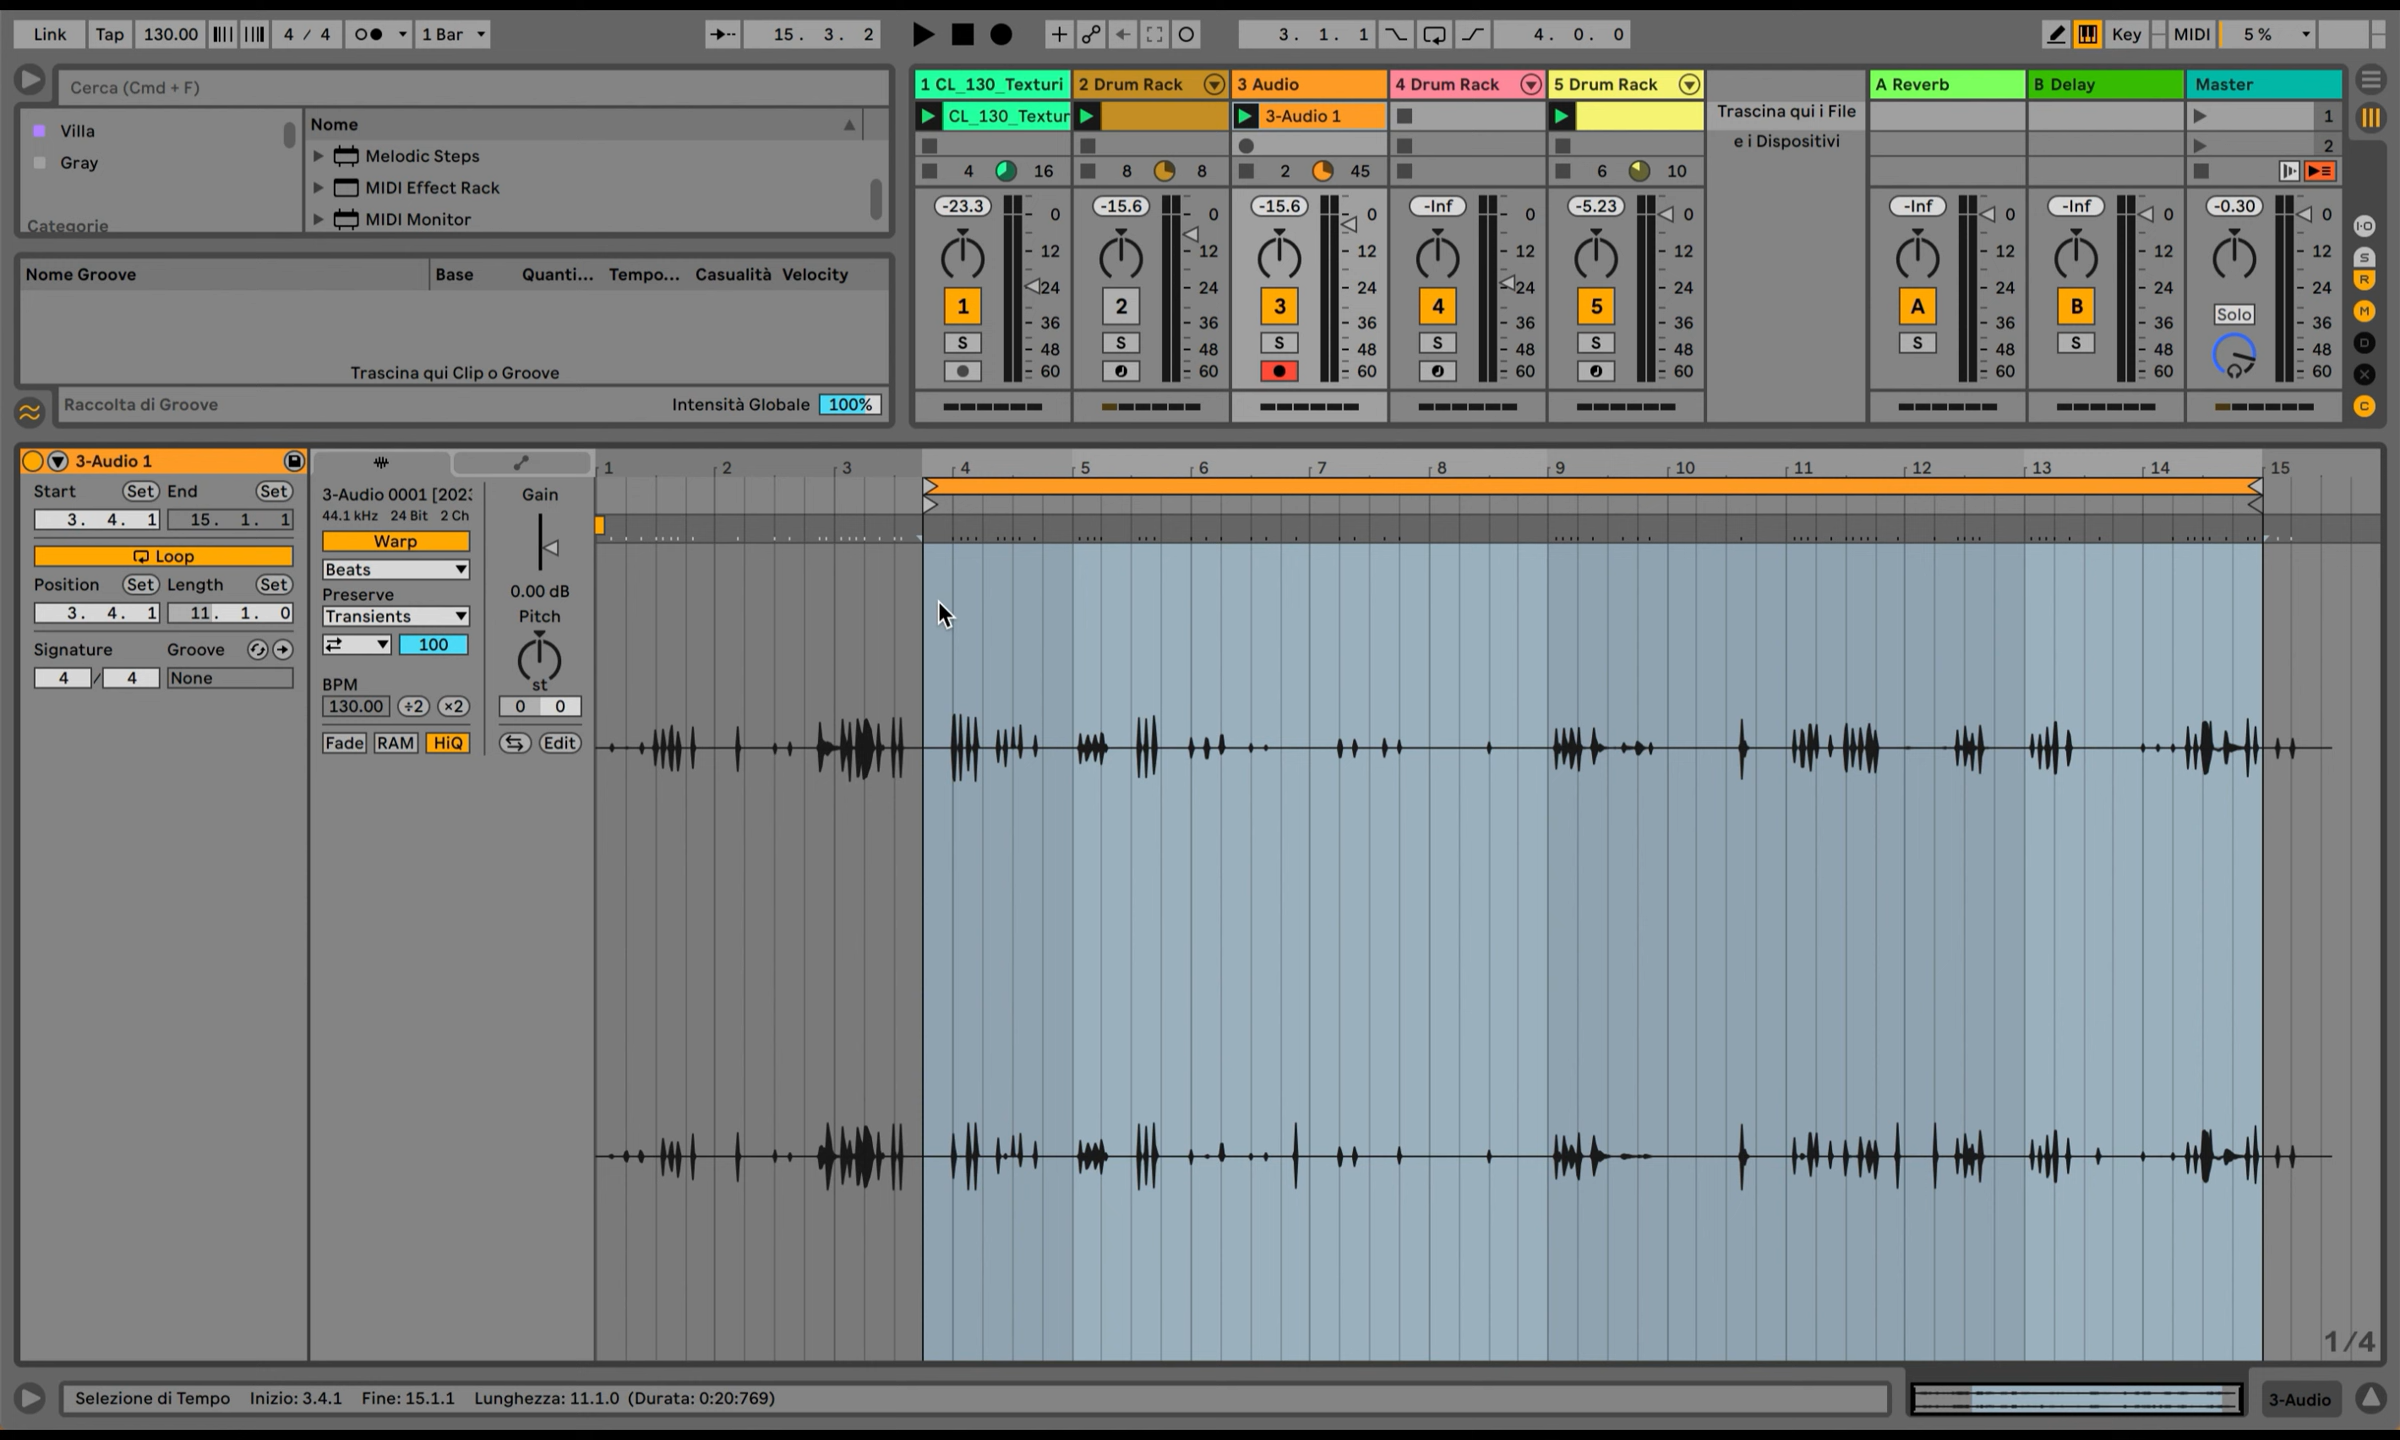 Link Tap 130.00 4 / 4 1 Bar 15. 3. 2 3. 1. 1 4. 0. 0 Key MIDI 5 %
Cerca (Cmd + F)
Villa
Gray
Categorie
Nome
Melodic Steps
MIDI Effect Rack
MIDI Monitor
Nome Groove Base Quanti... Tempo... Casualità Velocity
Trascina qui Clip o Groove
Raccolta di Groove Intensità Globale 100%
1 CL_130_Texturi 2 Drum Rack 3 Audio 4 Drum Rack 5 Drum Rack A Reverb B Delay Master
CL_130_Textur 3-Audio 1 Trascina qui i File 1
e i Dispositivi 2
4 16 8 8 2 45 6 10
-23.3 0 -15.6 0 -15.6 0 -Inf 0 -5.23 0 -Inf 0 -Inf 0 -0.30 0
12 12 12 12 12 12 12 12
24 24 24 24 24 24 24 24
1 2 3 4 5 A B Solo
36 36 36 36 36 36 36 36
S S S S S S S
48 48 48 48 48 48 48 48
60 60 60 60 60 60 60 60
I·O
S
R
M
D
X
C
3-Audio 1
Start Set End Set
3. 4. 1 15. 1. 1
Loop
Position Set Length Set
3. 4. 1 11. 1. 0
Signature Groove
4 / 4 None
3-Audio 0001 [202
44.1 kHz 24 Bit 2 Ch
Warp
Beats
Preserve
Transients
100
BPM
130.00 ÷2 ×2
Fade RAM HiQ
Gain
0.00 dB
Pitch
st
0 0
Edit
1 2 3 4 5 6 7 8 9 10 11 12 13 14 15
1/4
Selezione di Tempo Inizio: 3.4.1 Fine: 15.1.1 Lunghezza: 11.1.0 (Durata: 0:20:769)
3-Audio